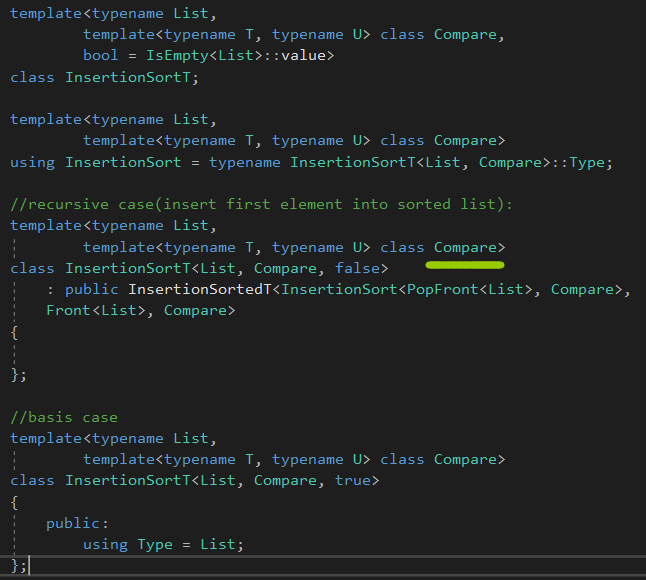 template<typename List,
        template<typename T, typename U> class Compare,
        bool = IsEmpty<List>::value>
class InsertionSortT;

template<typename List,
        template<typename T, typename U> class Compare>
using InsertionSort = typename InsertionSortT<List, Compare>::Type;

//recursive case(insert first element into sorted list):
template<typename List,
        template<typename T, typename U> class Compare>
class InsertionSortT<List, Compare, false>
    : public InsertionSortedT<InsertionSort<PopFront<List>, Compare>,
    Front<List>, Compare>
{

};

//basis case
template<typename List,
        template<typename T, typename U> class Compare>
class InsertionSortT<List, Compare, true>
{
    public:
        using Type = List;
};